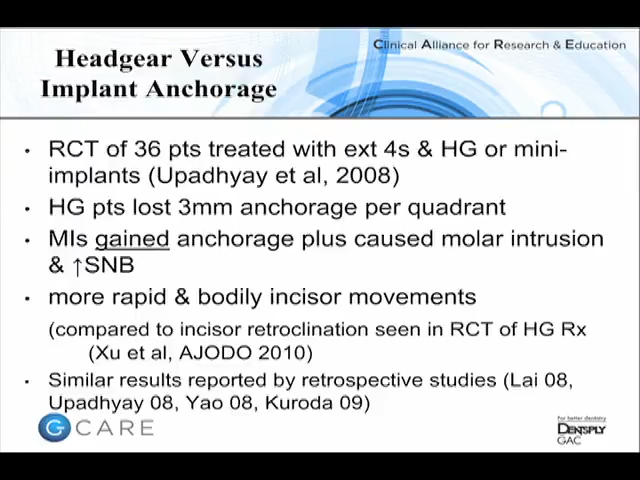 Clinical Alliance for Research & Education
Headgear Versus
Implant Anchorage
• RCT of 36 pts treated with ext 4s & HG or mini-
implants (Upadhyay et al, 2008)
• HG pts lost 3mm anchorage per quadrant
• MIs gained anchorage plus caused molar intrusion
& ↑SNB
• more rapid & bodily incisor movements
(compared to incisor retroclination seen in RCT of HG Rx
(Xu et al, AJODO 2010)
• Similar results reported by retrospective studies (Lai 08,
Upadhyay 08, Yao 08, Kuroda 09)
G CARE
For better dentistry
DENTSPLY
GAC